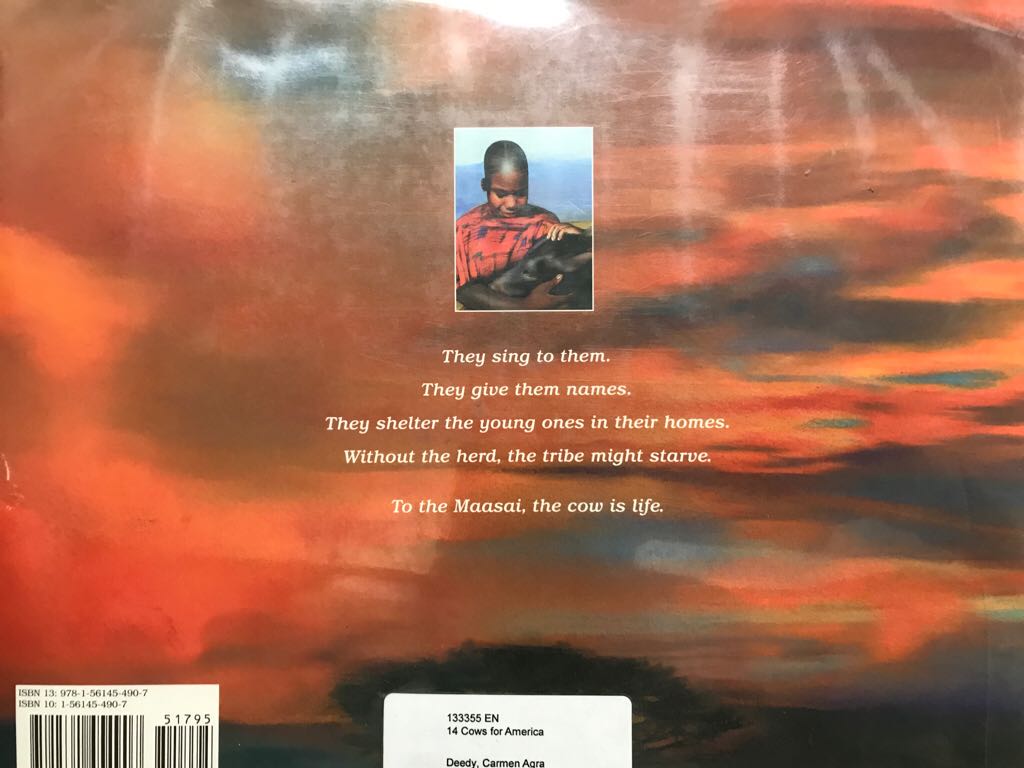 They sing to them.
They give them names.
They shelter the young ones in their homes.
Without the herd, the tribe might starve.
To the Maasai, the cow is life.
ISBN 13: 978-1-56145-490-7
ISBN 10: 1-56145-490-7
51795
133355 EN
14 Cows for America
Deedy, Carmen Agra